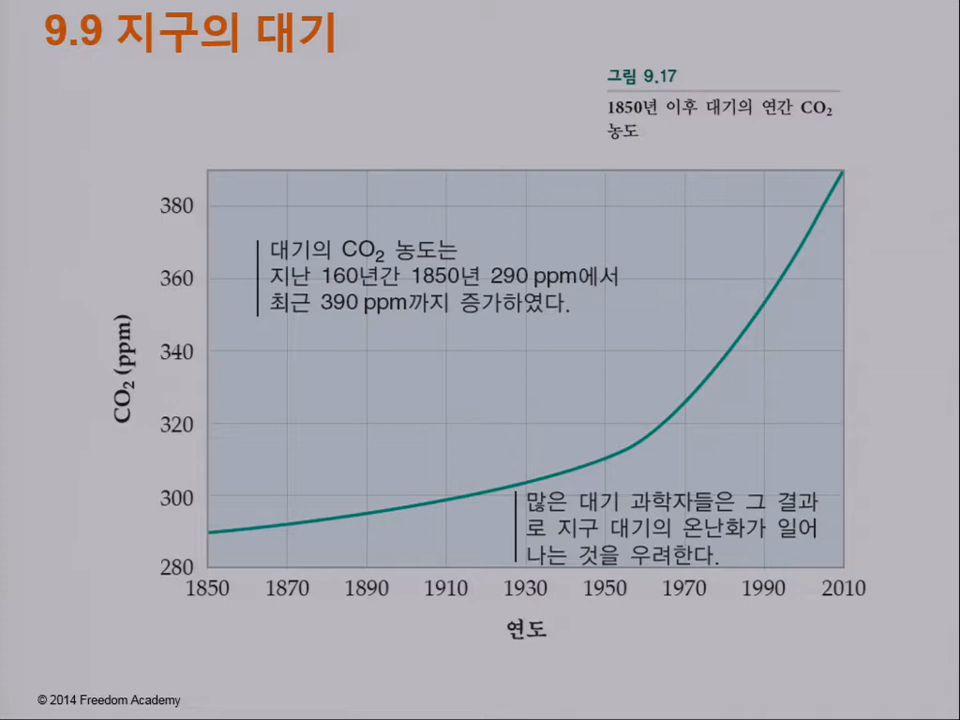 9.9 지구의 대기
그림 9.17
1850년 이후 대기의 연간 CO₂
농도
380
360
340
320
300
280
CO₂ (ppm)
대기의 CO₂ 농도는
지난 160년간 1850년 290 ppm에서
최근 390 ppm까지 증가하였다.
많은 대기 과학자들은 그 결과
로 지구 대기의 온난화가 일어
나는 것을 우려한다.
1850 1870 1890 1910 1930 1950 1970 1990 2010
연도
© 2014 Freedom Academy